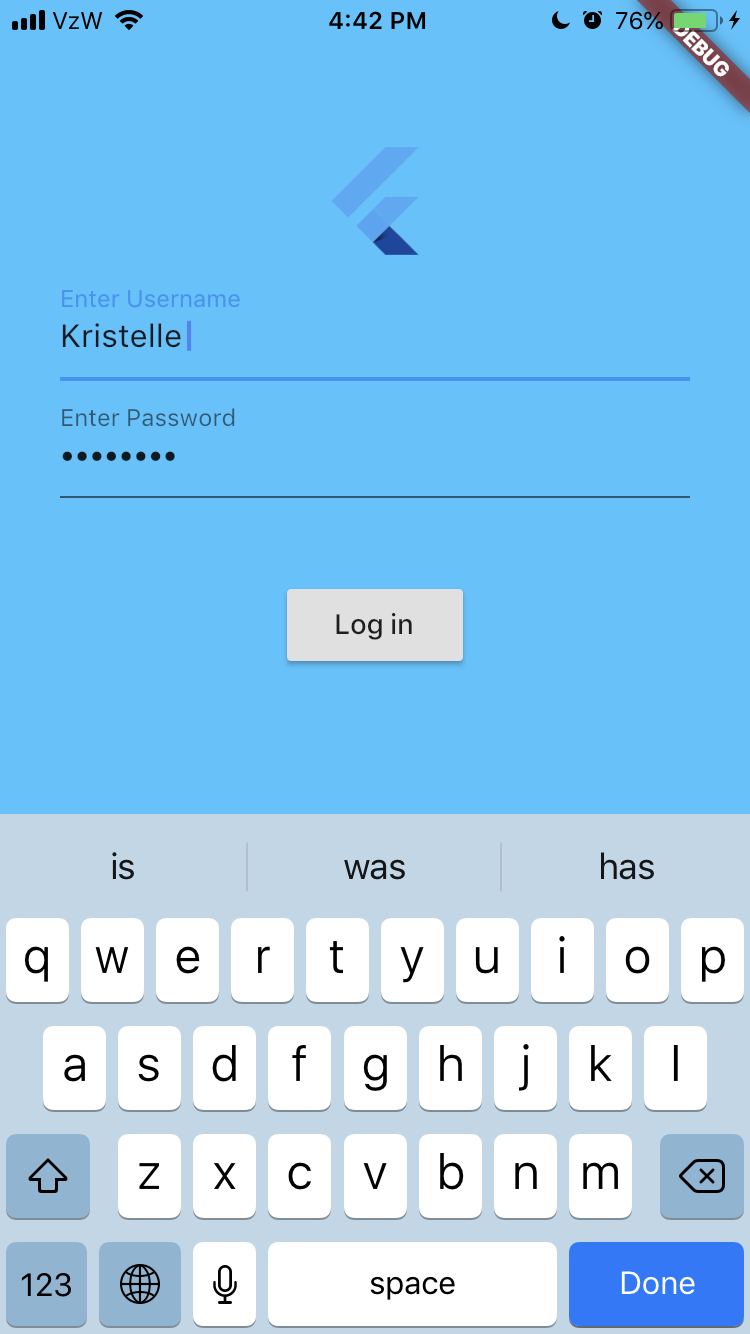 VzW 4:42 PM 76%
DEBUG
Enter Username
Kristelle
Enter Password
••••••••
Log in
is was has
q w e r t y u i o p
a s d f g h j k l
z x c v b n m
123 space Done